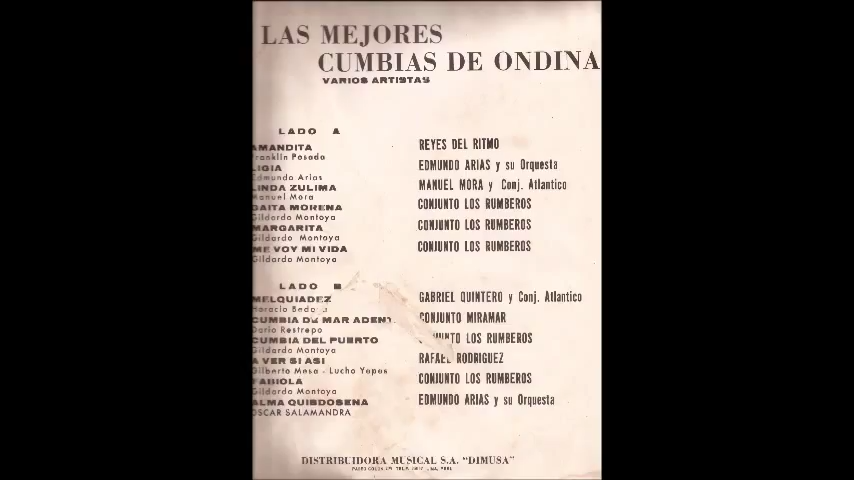 LAS MEJORES
CUMBIAS DE ONDINA
VARIOS ARTISTAS
LADO A
AMANDITA REYES DEL RITMO
Franklin Posada
LIGIA EDMUNDO ARIAS y su Orquesta
Edmundo Arias
LINDA ZULIMA MANUEL MORA y Conj. Atlantico
Manuel Mora
GAITA MORENA CONJUNTO LOS RUMBEROS
Gildardo Montoya
MARGARITA CONJUNTO LOS RUMBEROS
Gildardo Montoya
ME VOY MI VIDA CONJUNTO LOS RUMBEROS
Gildardo Montoya
LADO B
MELQUIADEZ GABRIEL QUINTERO y Conj. Atlantico
Horacio
CUMBIA DE MAR ADENT CONJUNTO MIRAMAR
Dario Restrepo
CUMBIA DEL PUERTO LOS RUMBEROS
Gildardo Montoya
A VER SI ASI RAFAEL RODRIGUEZ
Gilberto Mesa - Lucho Yepes
FABIOLA CONJUNTO LOS RUMBEROS
Gildardo Montoya
ALMA QUIBDOSENA EDMUNDO ARIAS y su Orquesta
OSCAR SALAMANDRA
DISTRIBUIDORA MUSICAL S.A. "DIMUSA"